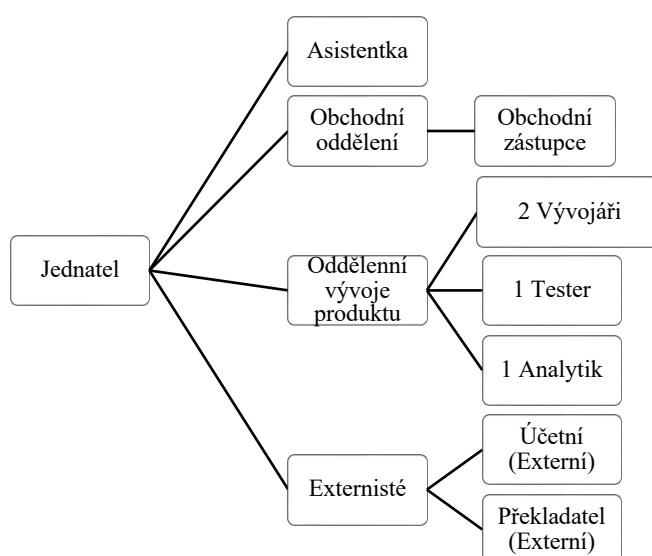 Asistentka
Obchodní
oddělení
Obchodní
zástupce
2 Vývojáři
Jednatel
Oddělenní
vývoje
produktu
1 Tester
1 Analytik
Účetní
(Externí)
Externisté
Překladatel
(Externí)